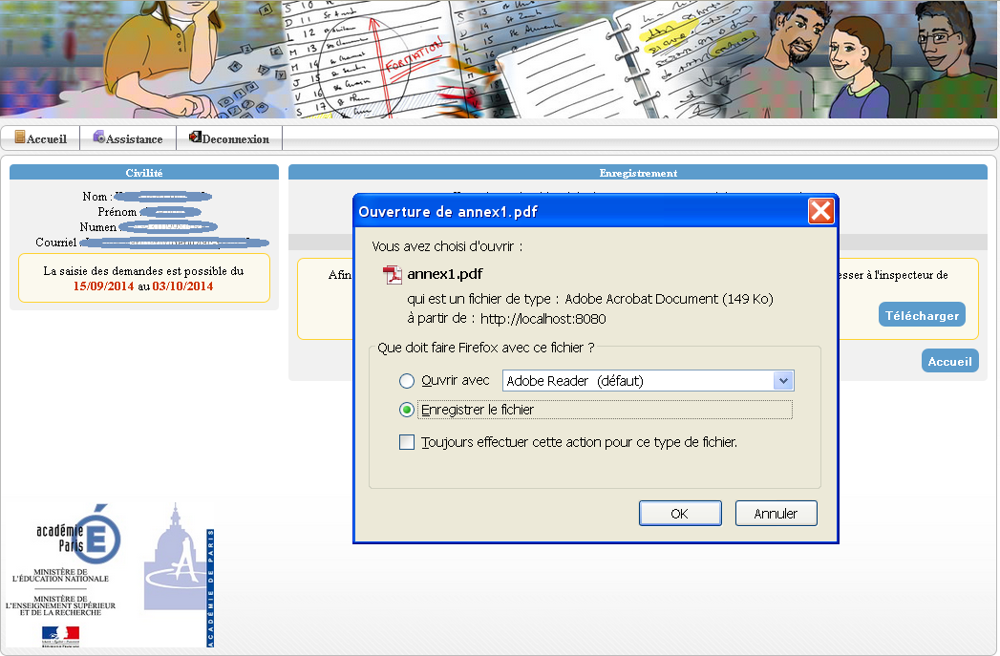 FORMATION
Accueil
Assistance
Deconnexion
Civilité
Nom :
Prénom :
Numen
Courriel :
La saisie des demandes est possible du
15/09/2014 au 03/10/2014
Enregistrement
Afin
esser à l'inspecteur de
Télécharger
Accueil
Ouverture de annex1.pdf
Vous avez choisi d'ouvrir :
annex1.pdf
qui est un fichier de type : Adobe Acrobat Document (149 Ko)
à partir de : http://localhost:8080
Que doit faire Firefox avec ce fichier ?
Ouvrir avec
Adobe Reader (défaut)
Enregistrer le fichier
Toujours effectuer cette action pour ce type de fichier.
OK
Annuler
académie
Paris
MINISTÈRE DE
L'ÉDUCATION NATIONALE
MINISTÈRE DE
L'ENSEIGNEMENT SUPÉRIEUR
ET DE LA RECHERCHE
ACADÉMIE DE PARIS